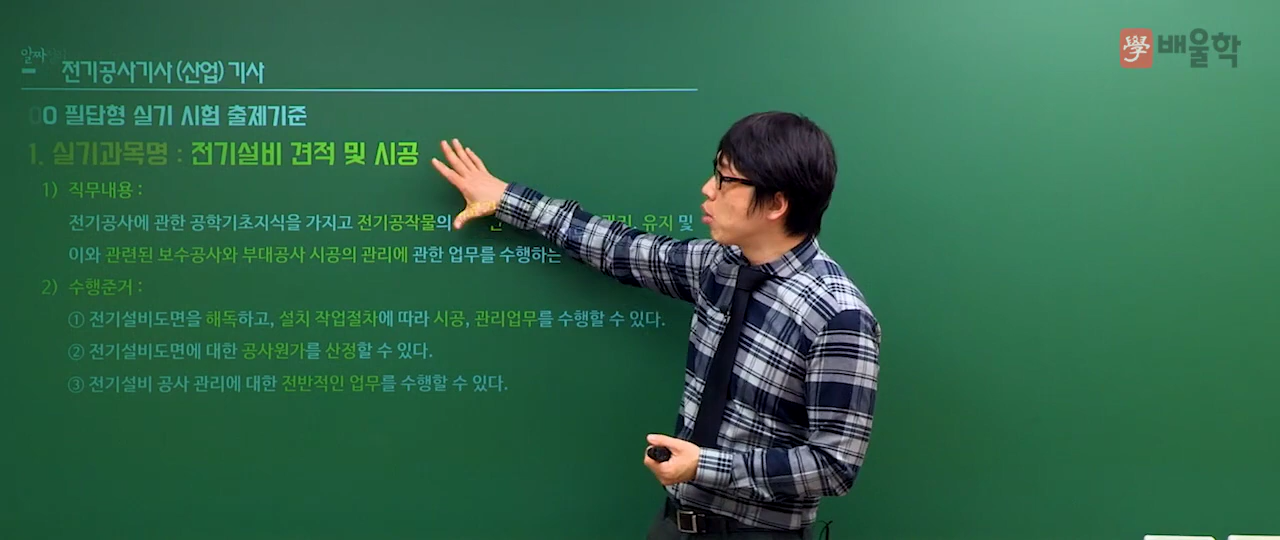 學 배울학
알짜
전기공사기사(산업)기사
00 필답형 실기 시험 출제기준
1. 실기과목명 : 전기설비 견적 및 시공
1) 직무내용 :
전기공사에 관한 공학기초지식을 가지고 전기공작물의 유지 및
이와 관련된 보수공사와 부대공사 시공의 관리에 관한 업무를 수행하는
2) 수행준거 :
① 전기설비도면을 해독하고, 설치 작업절차에 따라 시공, 관리업무를 수행할 수 있다.
② 전기설비도면에 대한 공사원가를 산정할 수 있다.
③ 전기설비 공사 관리에 대한 전반적인 업무를 수행할 수 있다.